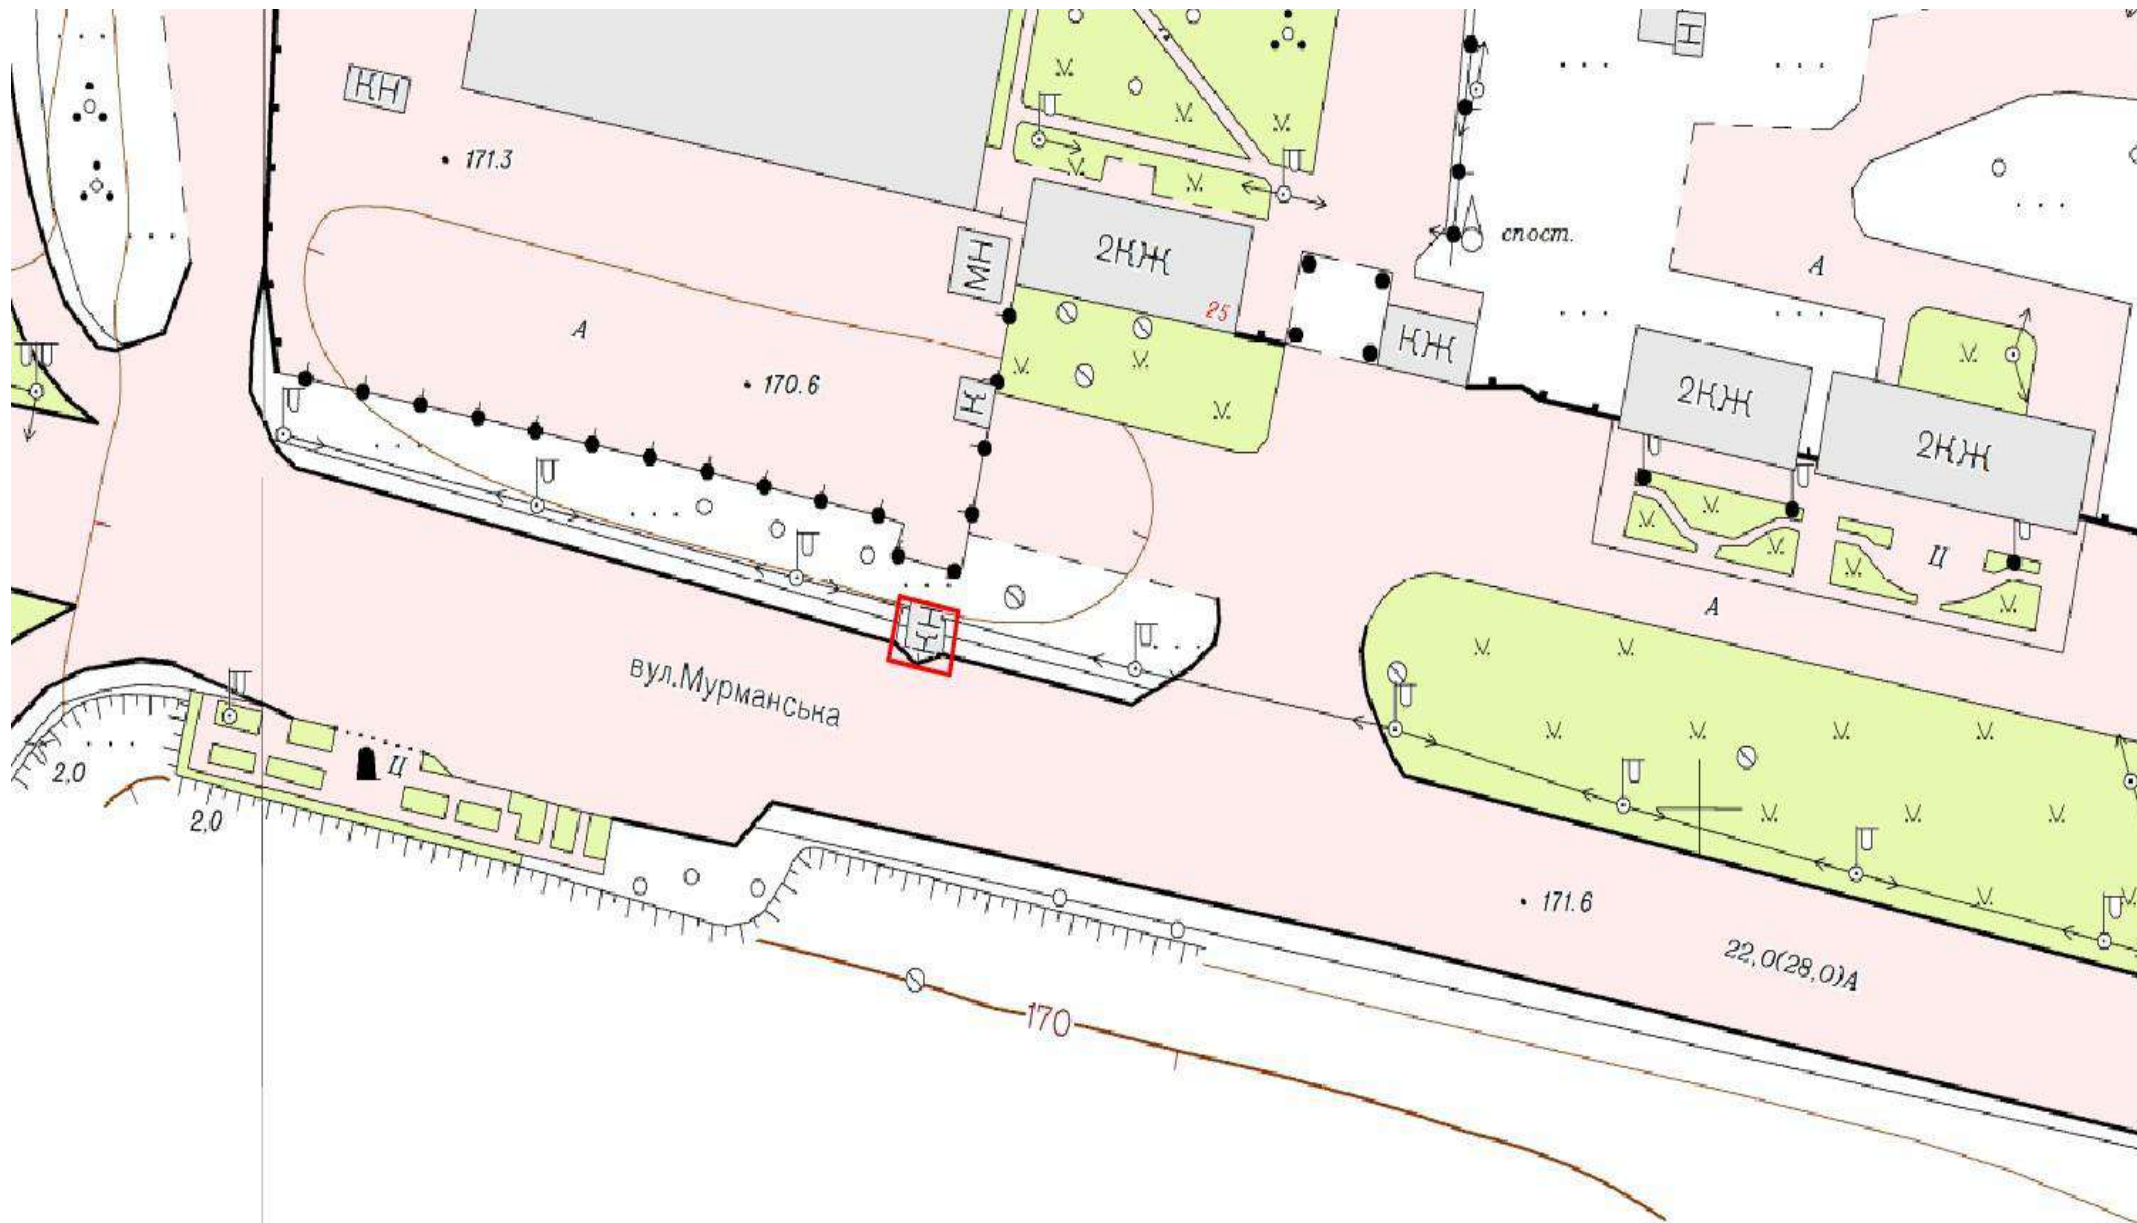 КН
Н
171.3
МН
2КЖ
25
спост.
А
А
170.6
К
КЖ
2КЖ
2КЖ
Ц
А
КН
вул.Мурманська
2,0
Ц
2,0
171.6
22,0(28,0)А
170